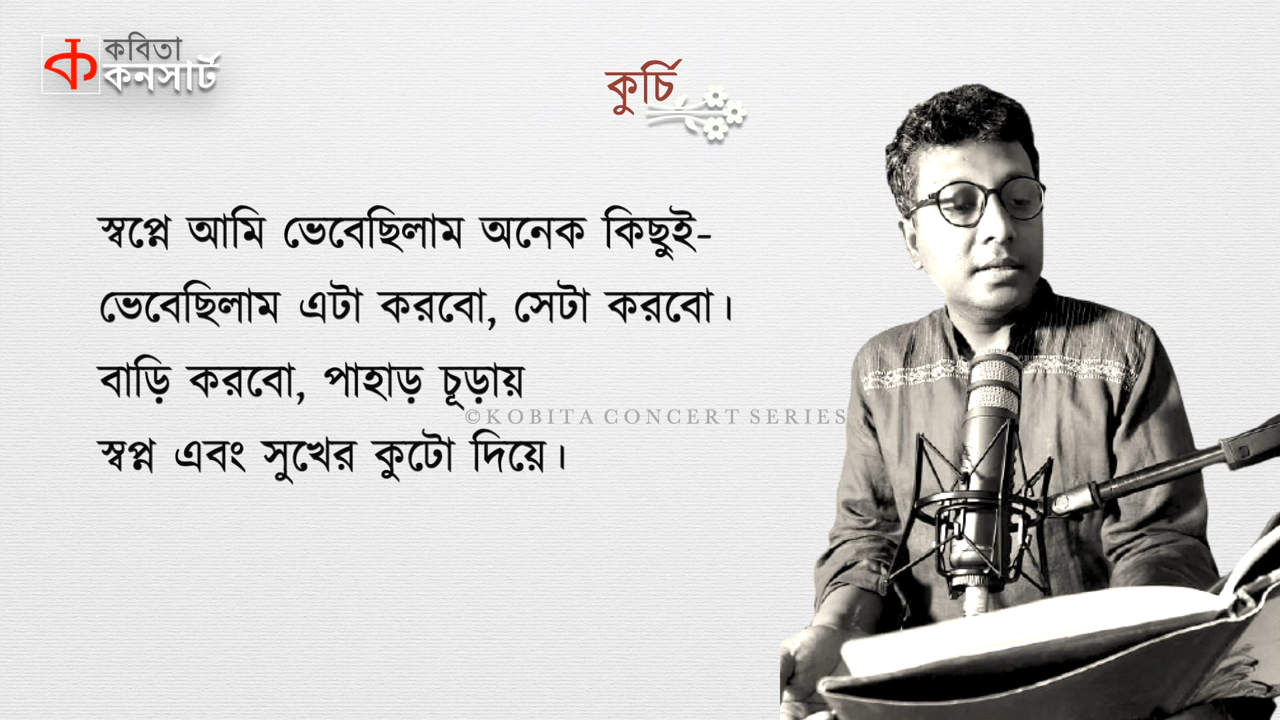 কবিতা
কনসার্ট
কুর্চি
স্বপ্নে আমি ভেবেছিলাম অনেক কিছুই-
ভেবেছিলাম এটা করবো, সেটা করবো।
বাড়ি করবো, পাহাড় চূড়ায়
©KOBITA CONCERT SERIES
স্বপ্ন এবং সুখের কুটো দিয়ে।